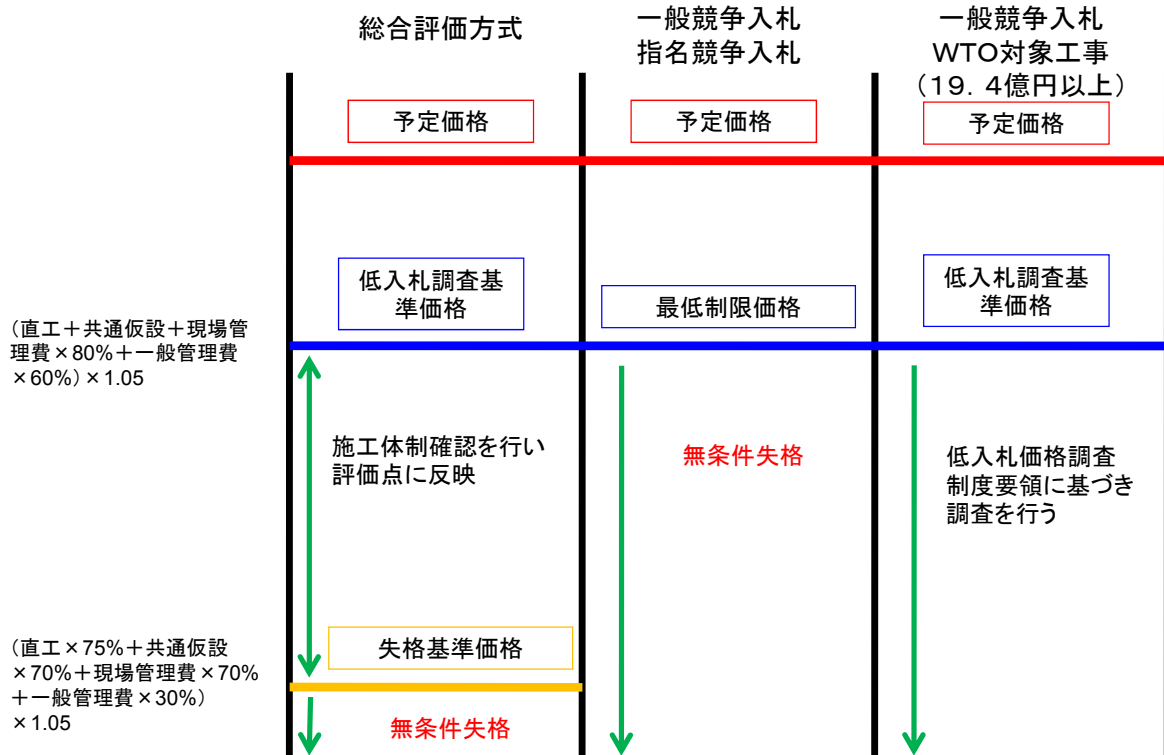 総合評価方式
一般競争入札
指名競争入札
一般競争入札
WTO対象工事
（19．4億円以上）
予定価格
予定価格
予定価格
低入札調査基
準価格
最低制限価格
低入札調査基
準価格
（直工＋共通仮設＋現場管
理費×80%＋一般管理費
×60%）×1.05
施工体制確認を行い
評価点に反映
無条件失格
低入札価格調査
制度要領に基づき
調査を行う
（直工×75%＋共通仮設
×70%＋現場管理費×70%
＋一般管理費×30%）
×1.05
失格基準価格
無条件失格